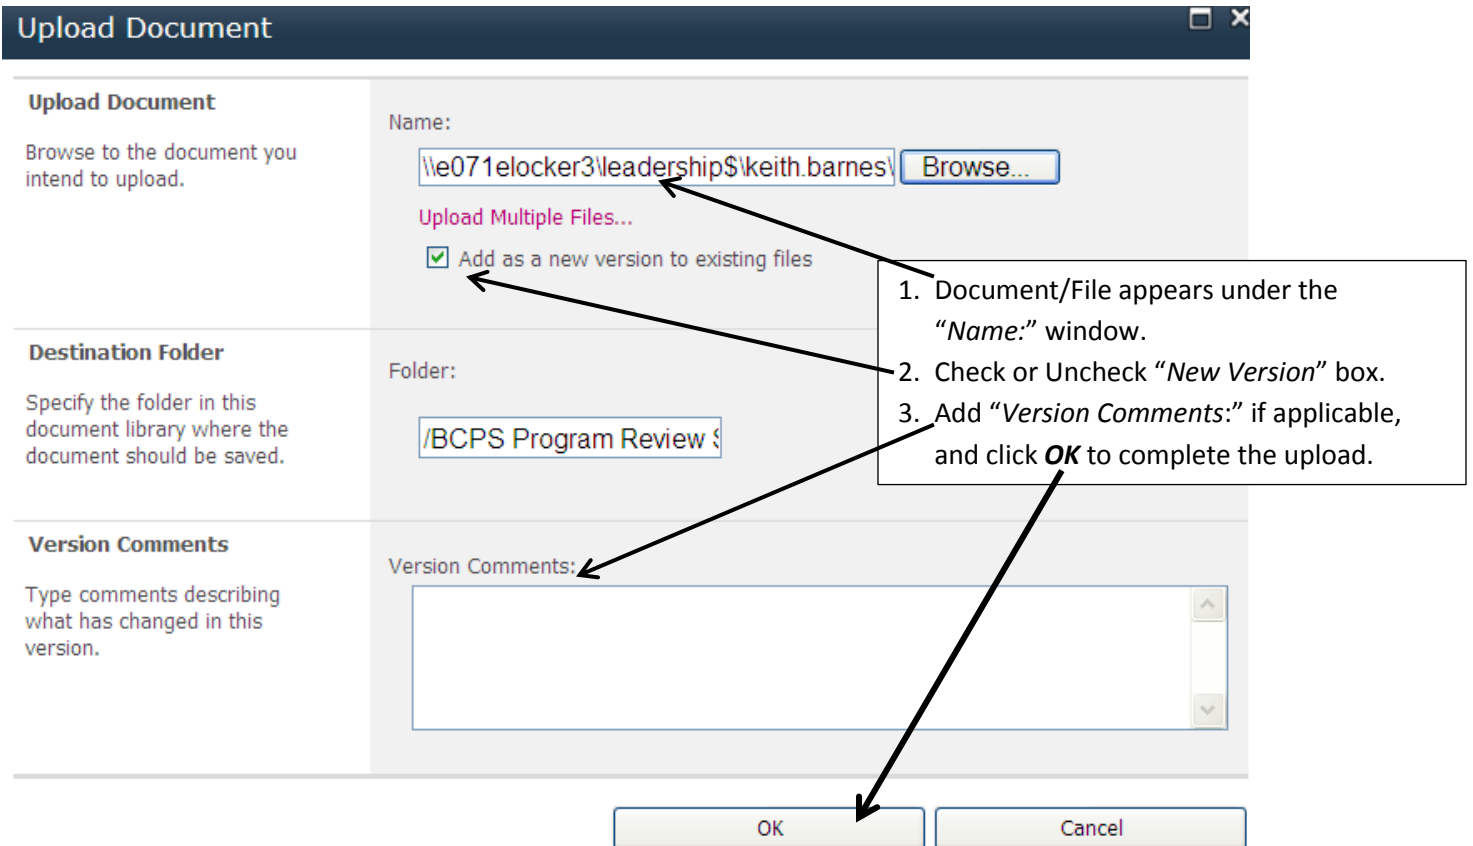 Upload Document
Upload Document
Browse to the document you
intend to upload.
Name:
\\e071elocker3\leadership$\keith.barnes\
Browse...
Upload Multiple Files...
Add as a new version to existing files
1. Document/File appears under the
“Name:” window.
2. Check or Uncheck “New Version” box.
3. Add “Version Comments:” if applicable,
and click OK to complete the upload.
Destination Folder
Specify the folder in this
document library where the
document should be saved.
Folder:
/BCPS Program Review
Version Comments
Type comments describing
what has changed in this
version.
Version Comments:
OK
Cancel